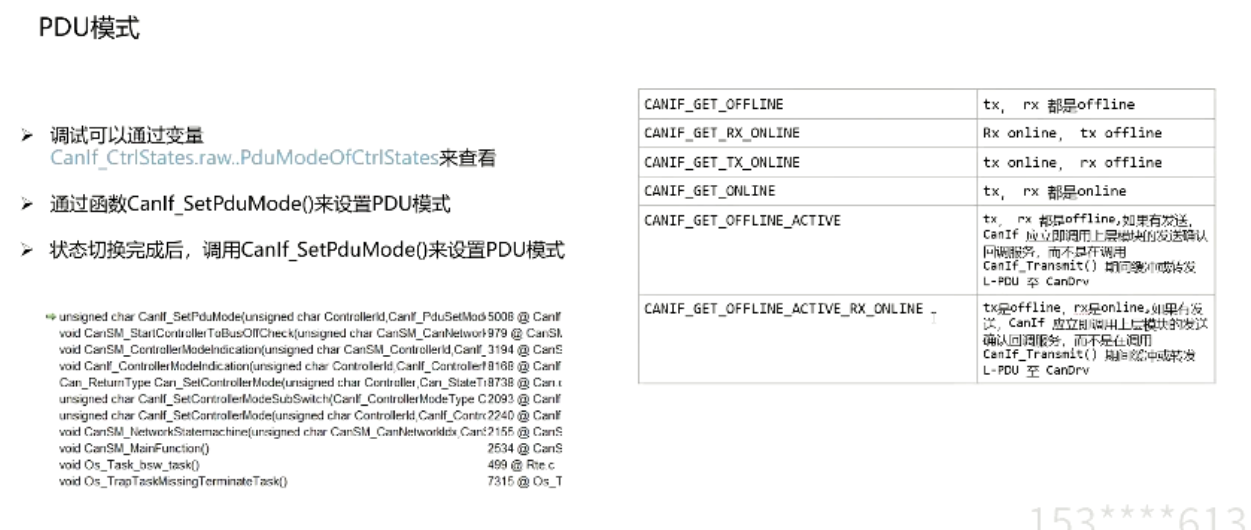 PDU模式
➢ 调试可以通过变量
CanIf_CtrlStates.raw..PduModeOfCtrlStates来查看
➢ 通过函数CanIf_SetPduMode()来设置PDU模式
➢ 状态切换完成后，调用CanIf_SetPduMode()来设置PDU模式
unsigned char CanIf_SetPduMode(unsigned char ControllerId,CanIf_PduSetMod 5008 @ CanIf
void CanSM_StartControllerToBusOffCheck(unsigned char CanSM_CanNetworkI 979 @ CanSM
void CanSM_ControllerModeIndication(unsigned char CanSM_ControllerId,CanIf_ 3194 @ CanS
void CanIf_ControllerModeIndication(unsigned char ControllerId,CanIf_ControllerM 8168 @ CanIf
Can_ReturnType Can_SetControllerMode(unsigned char Controller,Can_StateTr 8738 @ Can.c
unsigned char CanIf_SetControllerModeSubSwitch(CanIf_ControllerModeType C 2093 @ CanIf
unsigned char CanIf_SetControllerMode(unsigned char ControllerId,CanIf_Contro 2240 @ CanIf
void CanSM_NetworkStatemachine(unsigned char CanSM_CanNetworkIdx,CanS 2155 @ CanS
void CanSM_MainFunction() 2534 @ CanS
void Os_Task_bsw_task() 499 @ Rte.c
void Os_TrapTaskMissingTerminateTask() 7315 @ Os_T
CANIF_GET_OFFLINE tx, rx 都是offline
CANIF_GET_RX_ONLINE Rx online, tx offline
CANIF_GET_TX_ONLINE tx online, rx offline
CANIF_GET_ONLINE tx, rx 都是online
CANIF_GET_OFFLINE_ACTIVE tx, rx 都是offline,如果有发送,
CanIf 应立即调用上层模块的发送确认
回调服务，而不是在调用
CanIf_Transmit() 期间缓冲或转发
L-PDU 至 CanDrv
CANIF_GET_OFFLINE_ACTIVE_RX_ONLINE tx是offline, rx是online,如果有发
送, CanIf 应立即调用上层模块的发送
确认回调服务，而不是在调用
CanIf_Transmit() 期间缓冲或转发
L-PDU 至 CanDrv
153****613